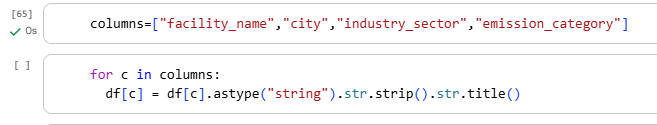 [65]
columns=["facility_name","city","industry_sector","emission_category"]
0s
[ ]
for c in columns:
  df[c] = df[c].astype("string").str.strip().str.title()